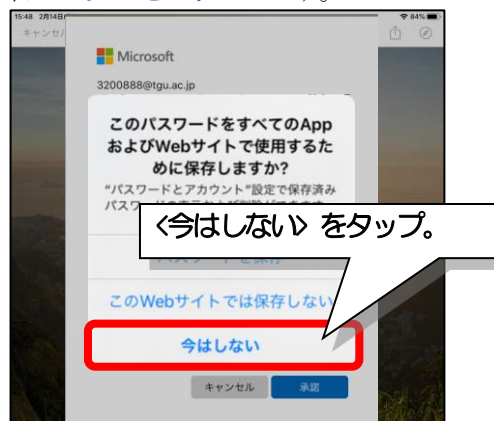 15:48 2月14日
84%
キャンセル
Microsoft
3200888@tgu.ac.jp
このパスワードをすべてのApp
およびWebサイトで使用するた
めに保存しますか?
"パスワードとアカウント"設定で保存済み
〈今はしない〉をタップ。
このWebサイトでは保存しない
今はしない
キャンセル
承諾